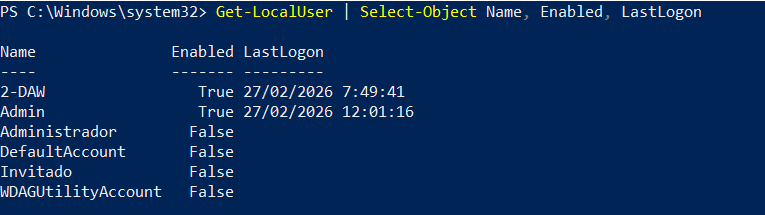 PS C:\Windows\system32> Get-LocalUser | Select-Object Name, Enabled, LastLogon
Name Enabled LastLogon
---- ------- ---------
2-DAW True 27/02/2026 7:49:41
Admin True 27/02/2026 12:01:16
Administrador False
DefaultAccount False
Invitado False
WDAGUtilityAccount False